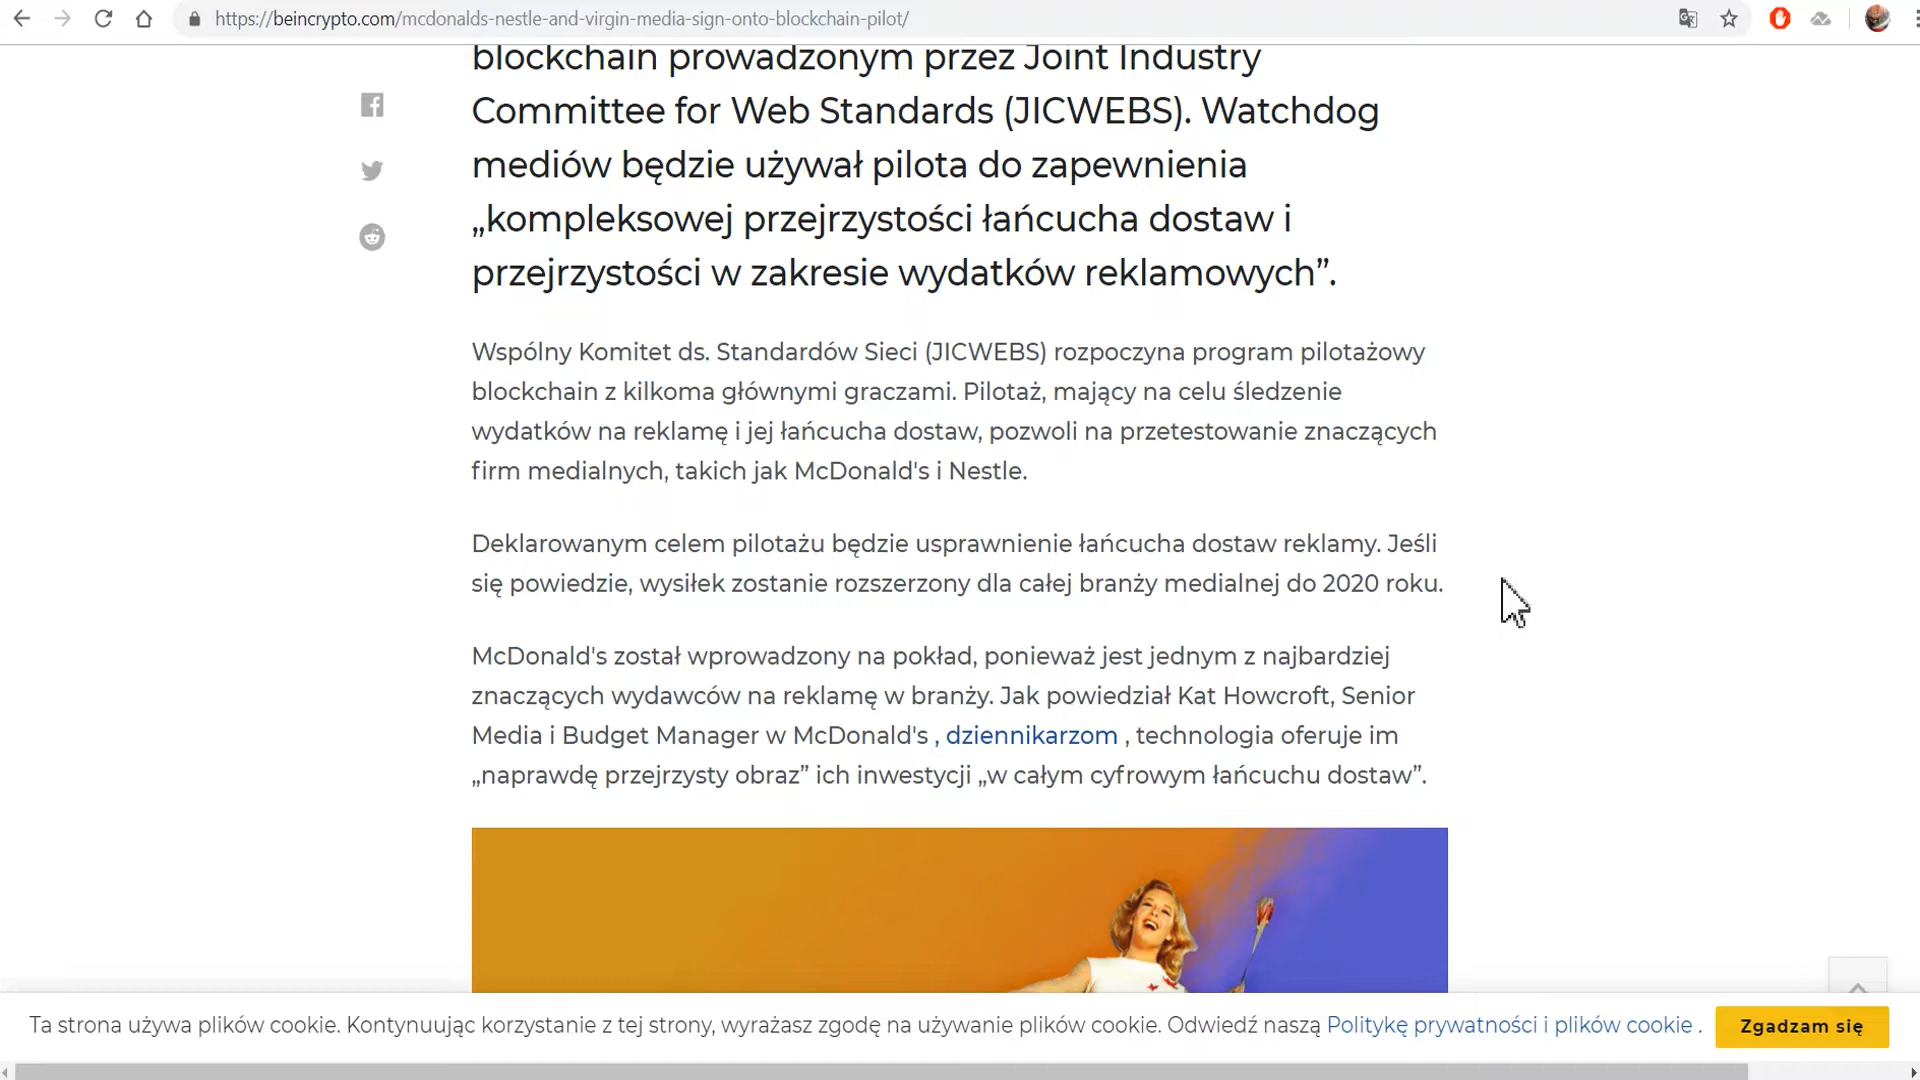 https://beincrypto.com/mcdonalds-nestle-and-virgin-media-sign-onto-blockchain-pilot/
blockchain prowadzonym przez Joint Industry
Committee for Web Standards (JICWEBS). Watchdog
mediów będzie używał pilota do zapewnienia
„kompleksowej przejrzystości łańcucha dostaw i
przejrzystości w zakresie wydatków reklamowych”.
Wspólny Komitet ds. Standardów Sieci (JICWEBS) rozpoczyna program pilotażowy
blockchain z kilkoma głównymi graczami. Pilotaż, mający na celu śledzenie
wydatków na reklamę i jej łańcucha dostaw, pozwoli na przetestowanie znaczących
firm medialnych, takich jak McDonald's i Nestle.
Deklarowanym celem pilotażu będzie usprawnienie łańcucha dostaw reklamy. Jeśli
się powiedzie, wysiłek zostanie rozszerzony dla całej branży medialnej do 2020 roku.
McDonald's został wprowadzony na pokład, ponieważ jest jednym z najbardziej
znaczących wydawców na reklamę w branży. Jak powiedział Kat Howcroft, Senior
Media i Budget Manager w McDonald's , dziennikarzom , technologia oferuje im
„naprawdę przejrzysty obraz” ich inwestycji „w całym cyfrowym łańcuchu dostaw”.
Ta strona używa plików cookie. Kontynuując korzystanie z tej strony, wyrażasz zgodę na używanie plików cookie. Odwiedź naszą Politykę prywatności i plików cookie .
Zgadzam się